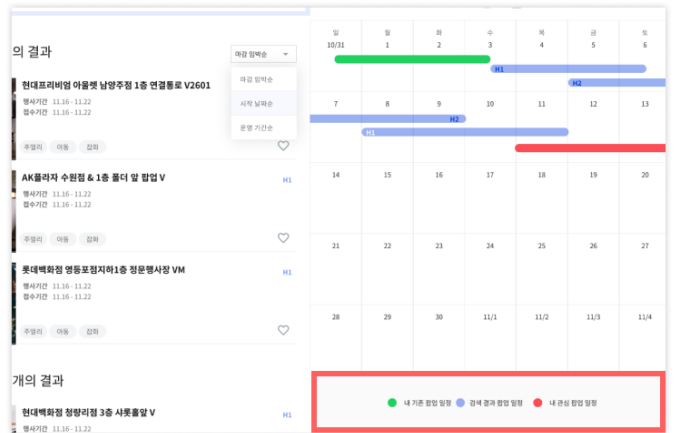 의 결과
마감 임박순
마감 임박순
시작 날짜순
운영 기간순
현대프리비엄 아울렛 남양주점 1층 연결통로 V2601
행사기간 11.16 - 11.22
접수기간 11.16 - 11.22
주얼리 아동 잡화
AK플라자 수원점 & 1층 폴더 앞 팝업 V
H1
행사기간 11.16 - 11.22
접수기간 11.16 - 11.22
주얼리 아동 잡화
롯데백화점 영등포점지하1층 정문행사장 VM
H1
행사기간 11.16 - 11.22
접수기간 11.16 - 11.22
주얼리 아동 잡화
개의 결과
현대백화점 청량리점 3층 샤롯홀앞 V
H1
행사기간 11.16 - 11.22
일 월 화 수 목 금 토
10/31 1 2 3 4 5 6
H1
H2
7 8 9 10 11 12 13
H2
H1
14 15 16 17 18 19 20
21 22 23 24 25 26 27
28 29 30 11/1 11/2 11/3 11/4
내 기존 팝업 일정 검색 결과 팝업 일정 내 관심 팝업 일정